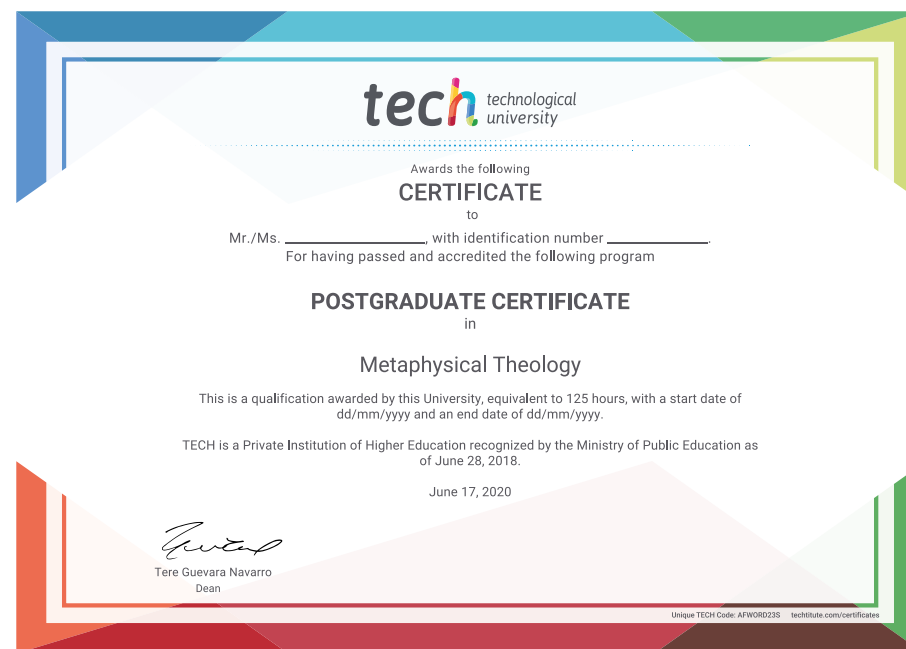 tech technological
university
Awards the following
CERTIFICATE
to
Mr./Ms. ____________________, with identification number ______________.
For having passed and accredited the following program
POSTGRADUATE CERTIFICATE
in
Metaphysical Theology
This is a qualification awarded by this University, equivalent to 125 hours, with a start date of
dd/mm/yyyy and an end date of dd/mm/yyyy.
TECH is a Private Institution of Higher Education recognized by the Ministry of Public Education as
of June 28, 2018.
June 17, 2020
Tere Guevara Navarro
Dean
Unique TECH Code: AFWORD23S techtitute.com/certificates